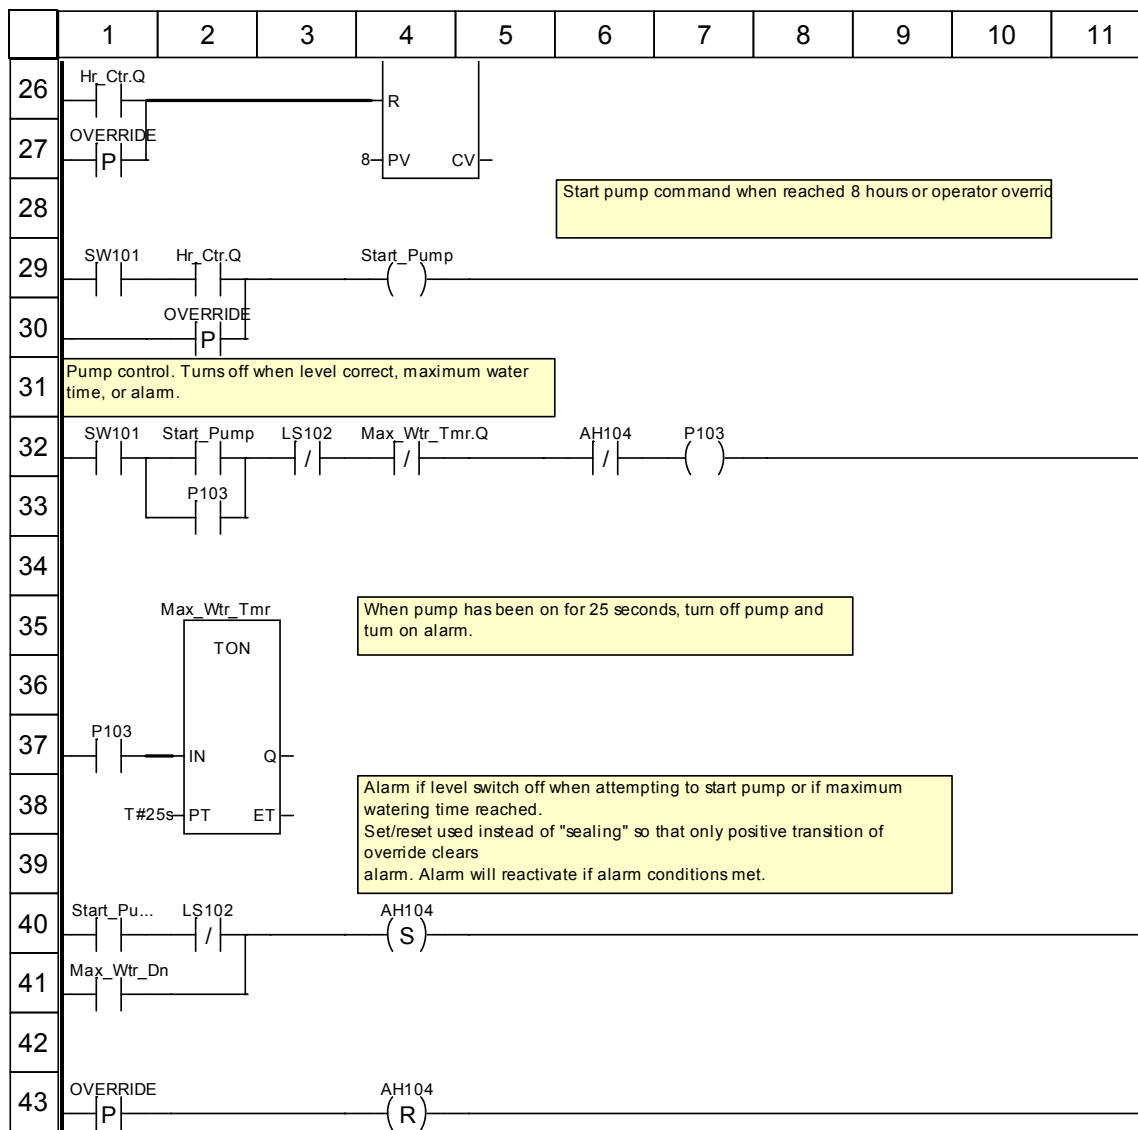 1 2 3 4 5 6 7 8 9 10 11
26
Hr_Ctr.Q
R
27
OVERRIDE
P
8 PV CV
28
Start pump command when reached 8 hours or operator overrid
29
SW101 Hr_Ctr.Q Start_Pump
30
OVERRIDE
P
31
Pump control. Turns off when level correct, maximum water
time, or alarm.
32
SW101 Start_Pump LS102 Max_Wtr_Tmr.Q AH104 P103
/ / /
33
P103
34
35
Max_Wtr_Tmr
TON
When pump has been on for 25 seconds, turn off pump and
turn on alarm.
36
37
P103
IN Q
38
T#25s PT ET
Alarm if level switch off when attempting to start pump or if maximum
watering time reached.
Set/reset used instead of "sealing" so that only positive transition of
override clears
alarm. Alarm will reactivate if alarm conditions met.
39
40
Start_Pu... LS102 AH104
/ S
41
Max_Wtr_Dn
42
43
OVERRIDE AH104
P R